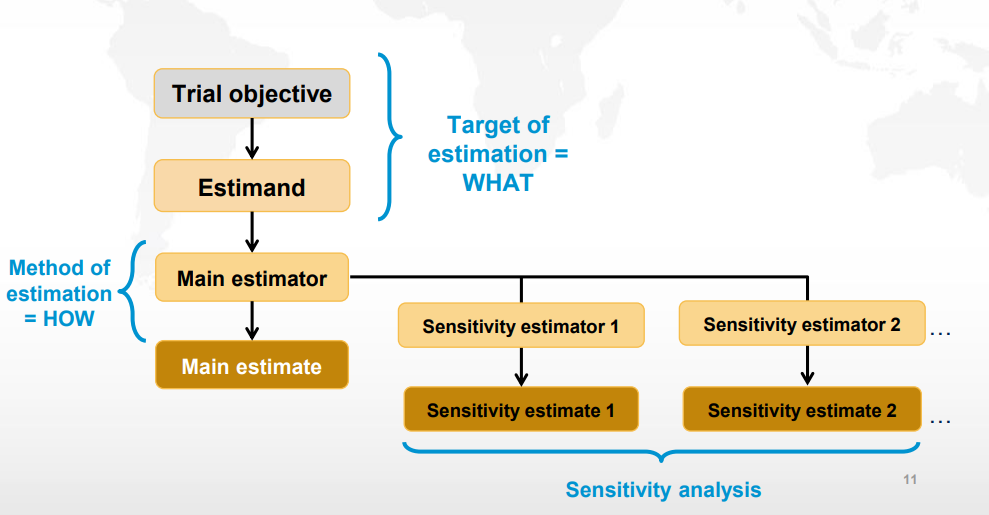 Trial objective
Target of
estimation =
WHAT
Estimand
Method of
estimation
= HOW
Main estimator
Sensitivity estimator 1
Sensitivity estimator 2
...
Main estimate
Sensitivity estimate 1
Sensitivity estimate 2
...
Sensitivity analysis
11